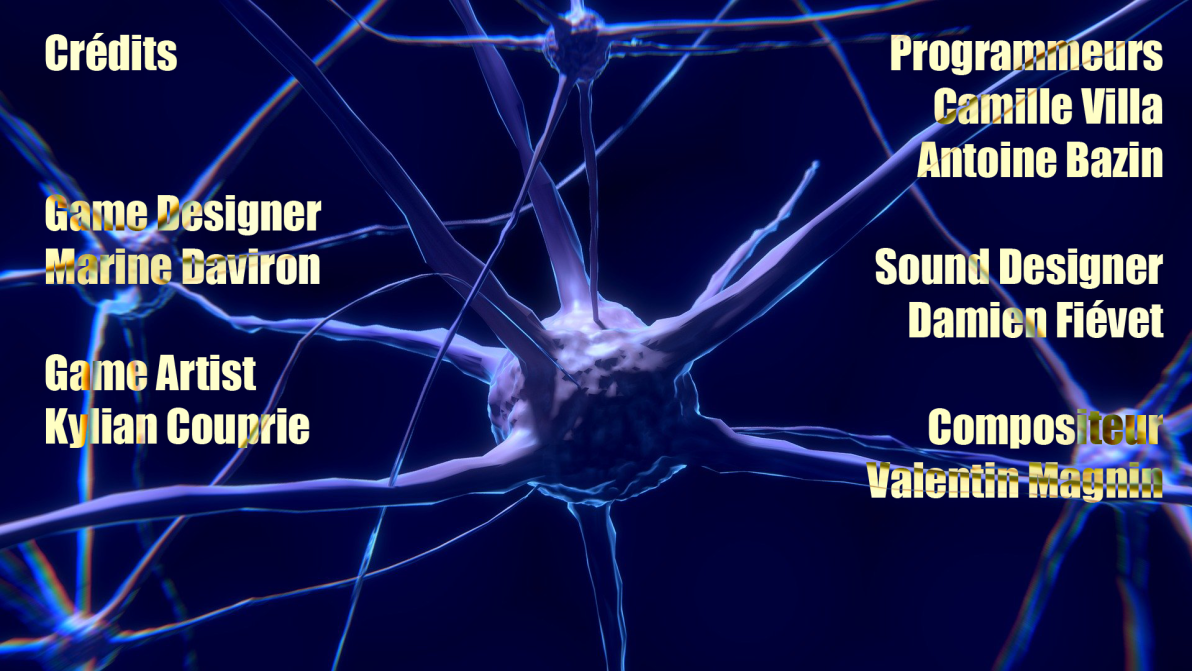 Crédits
Game Designer
Marine Daviron
Game Artist
Kylian Couprie
Programmeurs
Camille Villa
Antoine Bazin
Sound Designer
Damien Fiévet
Compositeur
Valentin Magnin